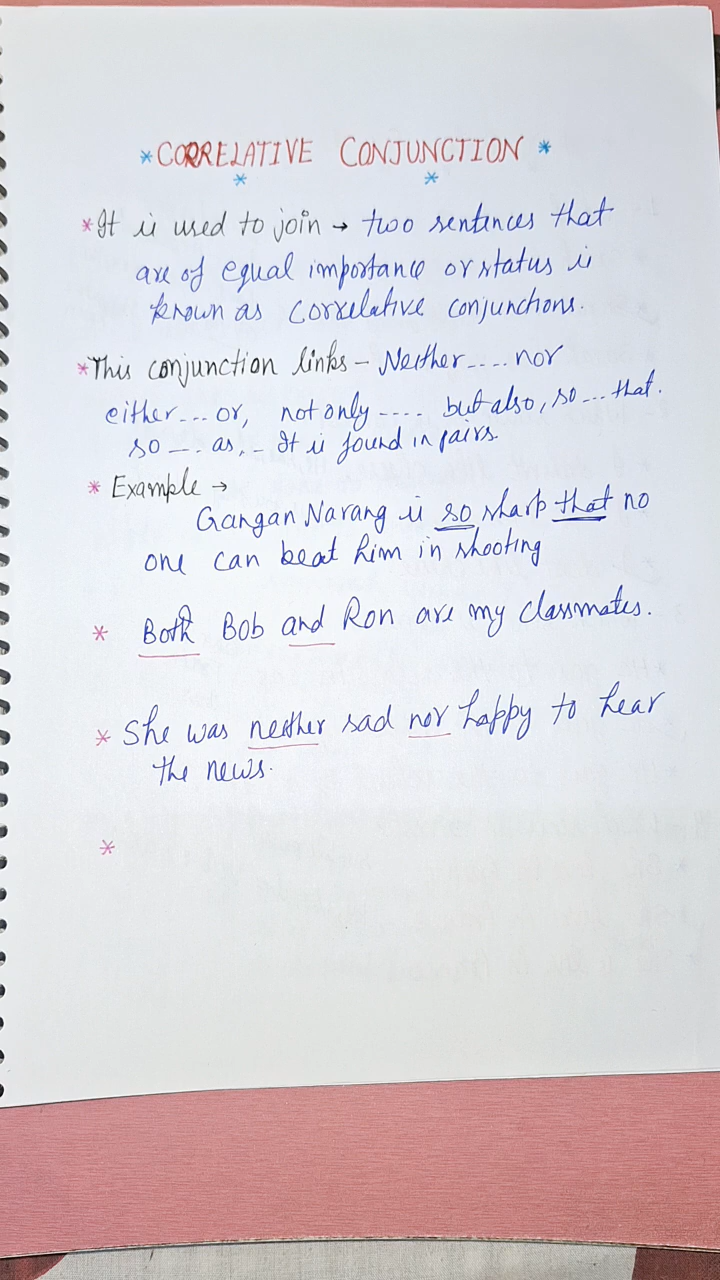 *CORRELATIVE CONJUNCTION *
* *
*It is used to join → two sentences that
are of equal importance or status is
known as correlative conjunctions.
*This conjunction links - Neither.... nor
either... or, not only .... but also, so ... that.
so -.. as, - It is found in pairs.
* Example →
Gangan Narang is so sharp that no
one can beat him in shooting
* Both Bob and Ron are my classmates.
* She was neither sad nor happy to hear
the news.
*